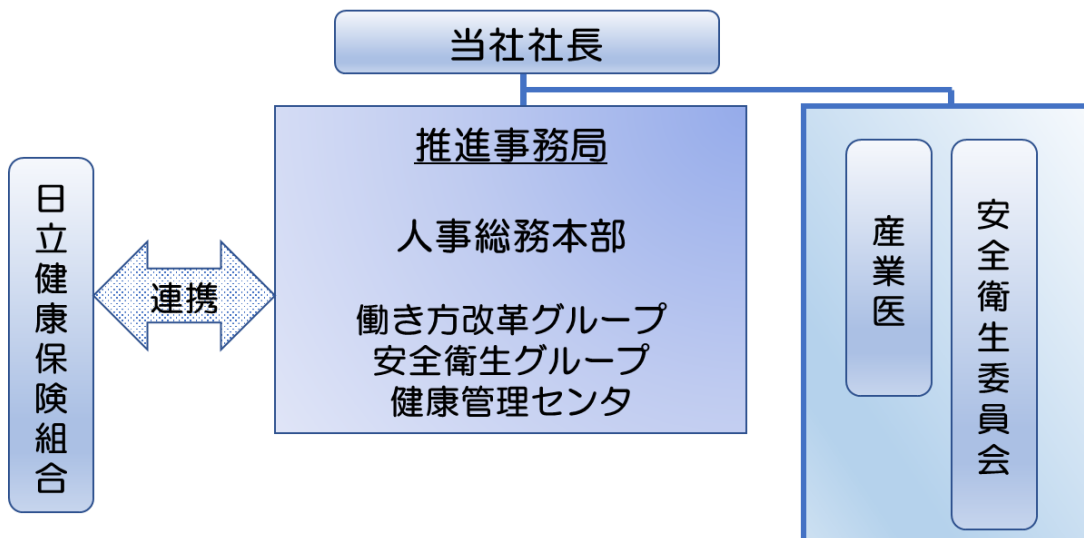 当社社長
推進事務局
人事総務本部
働き方改革グループ
安全衛生グループ
健康管理センタ
日立健康保険組合
連携
産業医
安全衛生委員会